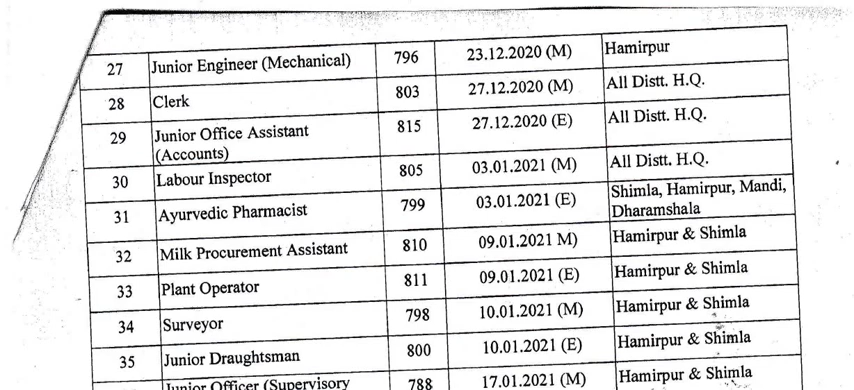 27 Junior Engineer (Mechanical) 796 23.12.2020 (M) Hamirpur
28 Clerk 803 27.12.2020 (M) All Distt. H.Q.
29 Junior Office Assistant (Accounts) 815 27.12.2020 (E) All Distt. H.Q.
30 Labour Inspector 805 03.01.2021 (M) All Distt. H.Q.
31 Ayurvedic Pharmacist 799 03.01.2021 (E) Shimla, Hamirpur, Mandi, Dharamshala
32 Milk Procurement Assistant 810 09.01.2021 M) Hamirpur & Shimla
33 Plant Operator 811 09.01.2021 (E) Hamirpur & Shimla
34 Surveyor 798 10.01.2021 (M) Hamirpur & Shimla
35 Junior Draughtsman 800 10.01.2021 (E) Hamirpur & Shimla
Junior Officer (Supervisory 788 17.01.2021 (M) Hamirpur & Shimla